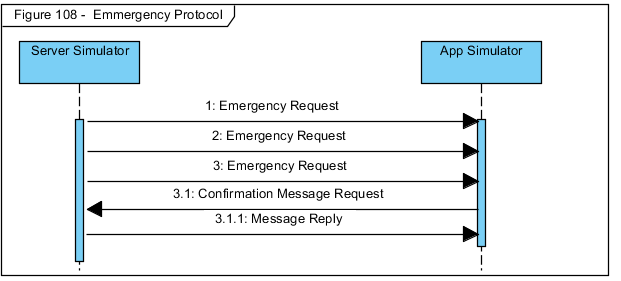 Figure 108 - Emmergency Protocol
Server Simulator
App Simulator
1: Emergency Request
2: Emergency Request
3: Emergency Request
3.1: Confirmation Message Request
3.1.1: Message Reply